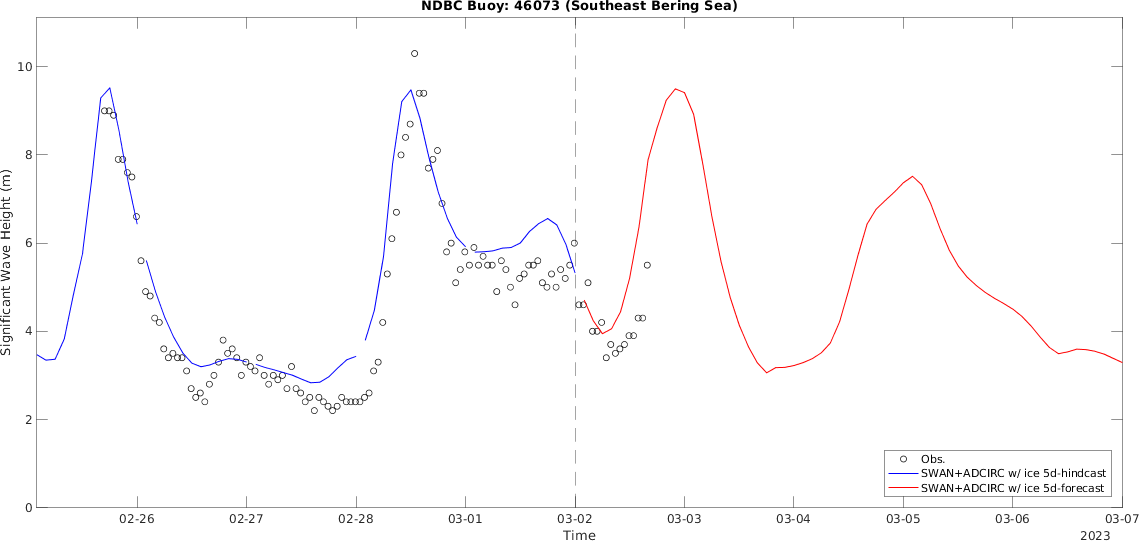 NDBC Buoy: 46073 (Southeast Bering Sea)
Significant Wave Height (m)
10
8
6
4
2
0
02-26
02-27
02-28
03-01
03-02
03-03
03-04
03-05
03-06
03-07
Time
2023
Obs.
SWAN+ADCIRC w/ ice 5d-hindcast
SWAN+ADCIRC w/ ice 5d-forecast